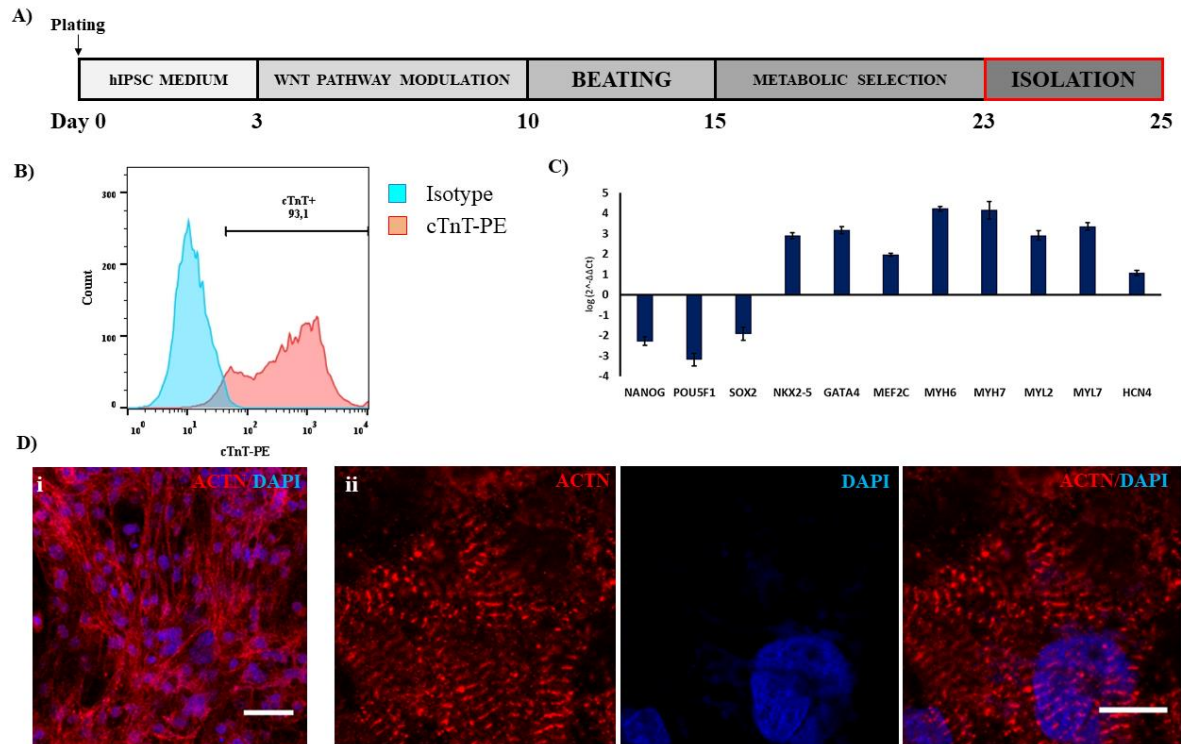 A)
Plating
hIPSC MEDIUM
WNT PATHWAY MODULATION
BEATING
METABOLIC SELECTION
ISOLATION
Day 0
3
10
15
23
25
B)
cTnT+
93,1
Isotype
cTnT-PE
Count
300
200
100
0
10^0
10^1
10^2
10^3
10^4
cTnT-PE
C)
log (2^-ΔΔCt)
5
4
3
2
1
0
-1
-2
-3
-4
NANOG POU5F1 SOX2 NKX2-5 GATA4 MEF2C MYH6 MYH7 MYL2 MYL7 HCN4
D)
i
ACTN/DAPI
ii
ACTN
DAPI
ACTN/DAPI